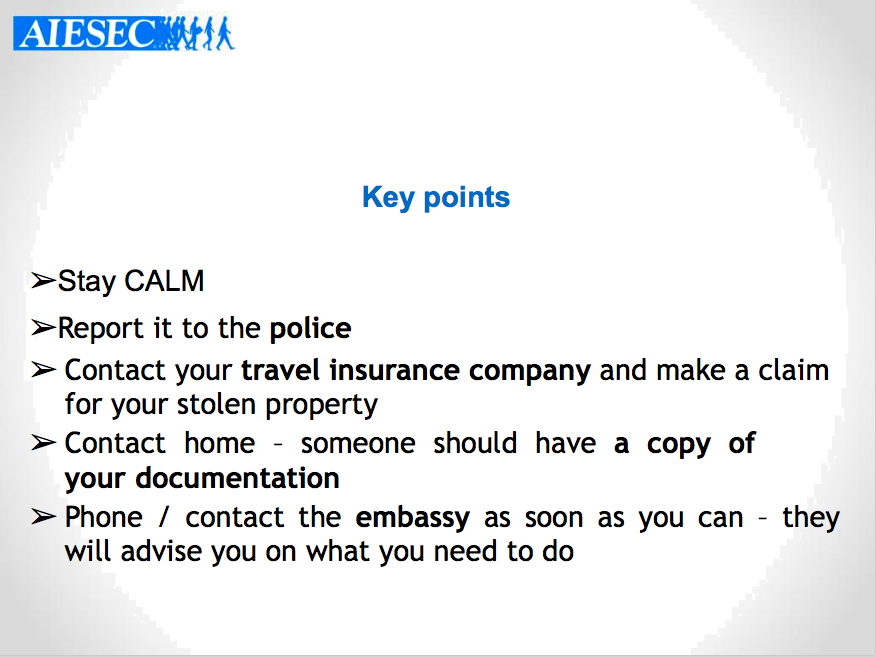 AIESEC
Key points
➢Stay CALM
➢Report it to the police
➢ Contact your travel insurance company and make a claim
for your stolen property
➢ Contact home – someone should have a copy of
your documentation
➢ Phone / contact the embassy as soon as you can – they
will advise you on what you need to do